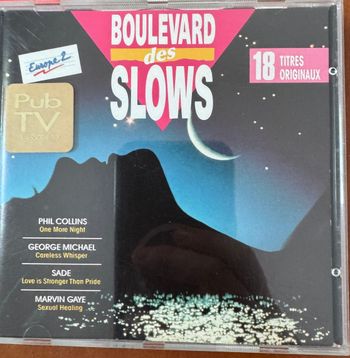 BOULEVARD
des
SLOWS
Europe 2
18 TITRES
ORIGINAUX
Pub
TV
PHIL COLLINS
One More Night
GEORGE MICHAEL
Careless Whisper
SADE
Love is Stronger Than Pride
MARVIN GAYE
Sexual Healing